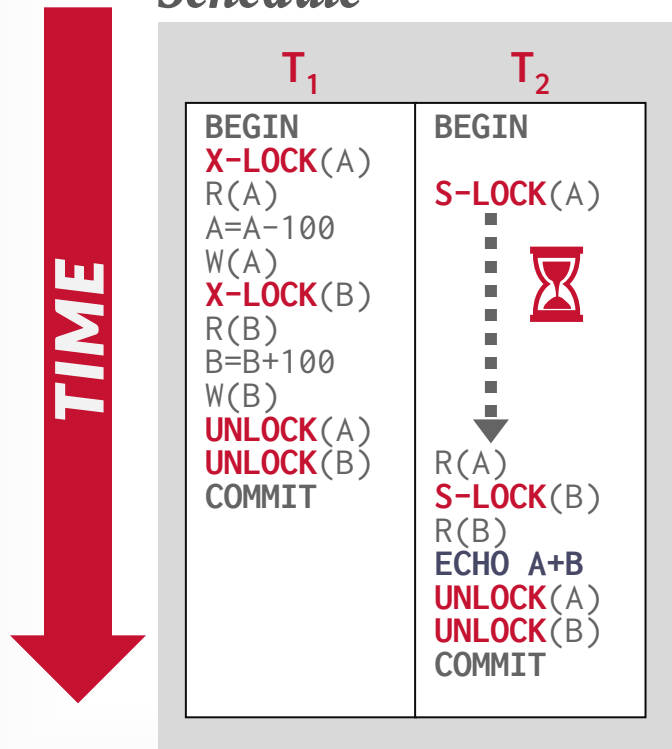 Schedule
TIME
T₁
BEGIN
X-LOCK(A)
R(A)
A=A-100
W(A)
X-LOCK(B)
R(B)
B=B+100
W(B)
UNLOCK(A)
UNLOCK(B)
COMMIT
T₂
BEGIN
S-LOCK(A)
R(A)
S-LOCK(B)
R(B)
ECHO A+B
UNLOCK(A)
UNLOCK(B)
COMMIT